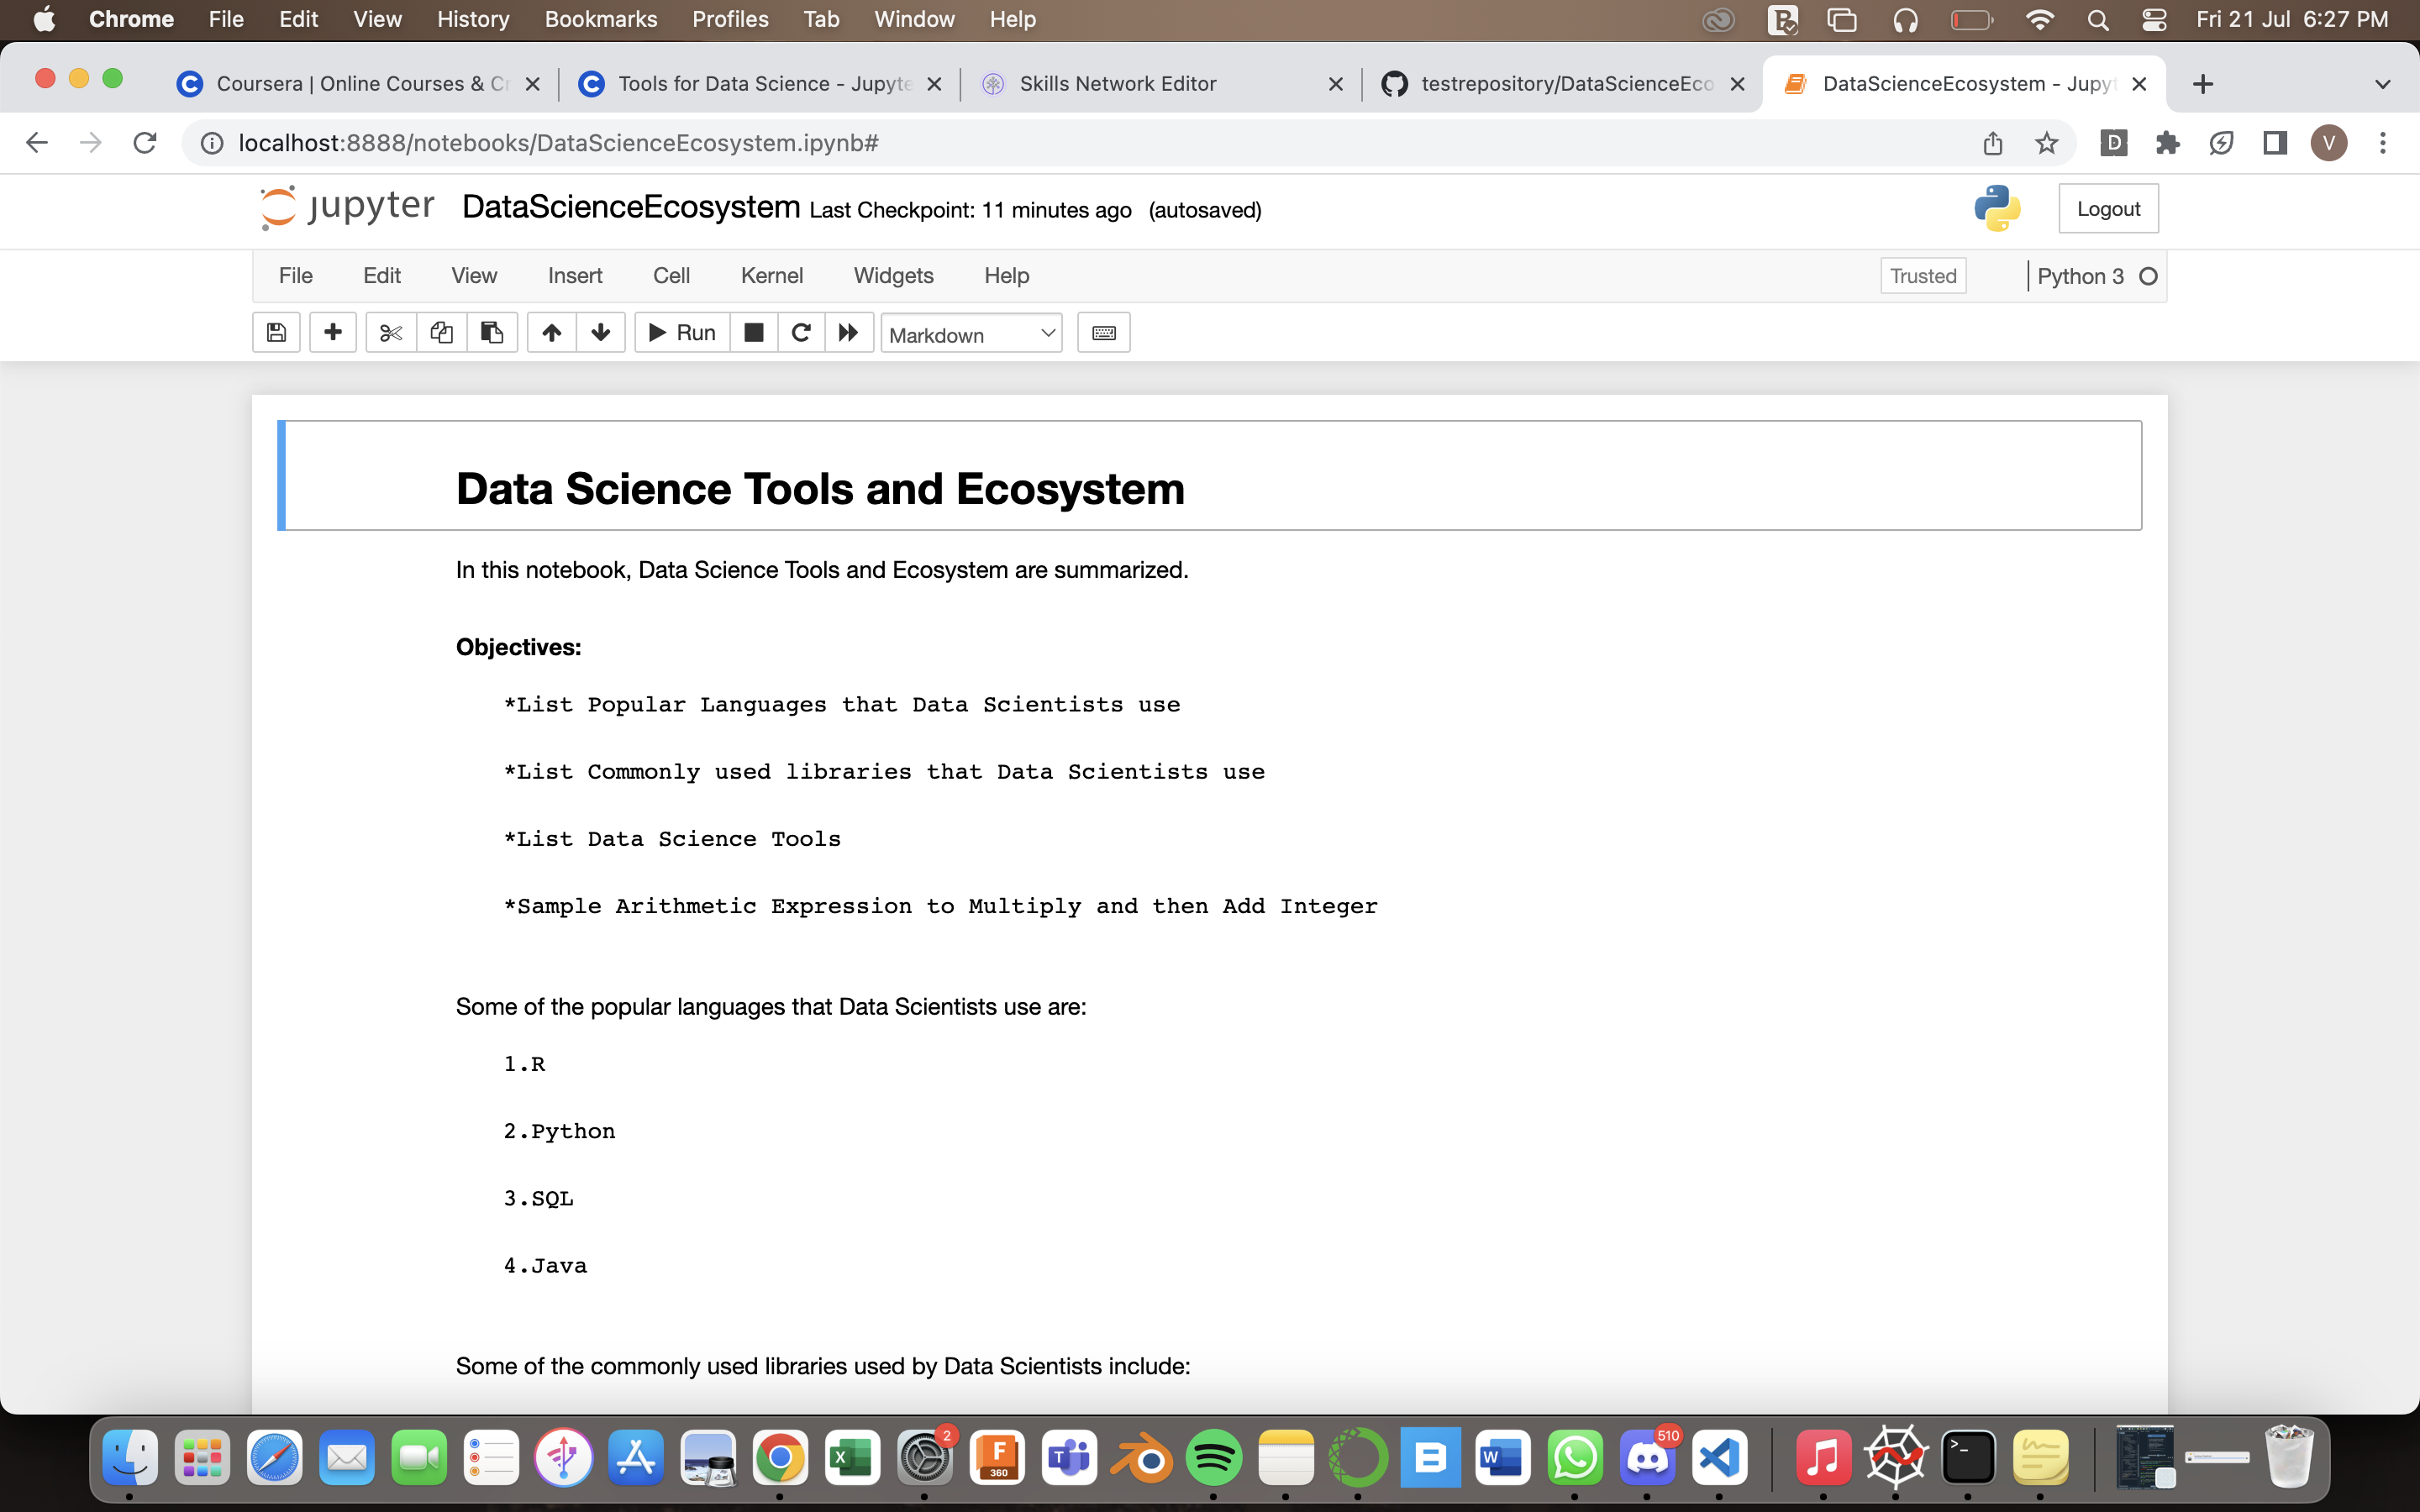 Chrome File Edit View History Bookmarks Profiles Tab Window Help Fri 21 Jul 6:27 PM
Coursera | Online Courses & Cr Tools for Data Science - Jupyte Skills Network Editor testrepository/DataScienceEco DataScienceEcosystem - Jupyt
localhost:8888/notebooks/DataScienceEcosystem.ipynb# D V
jupyter DataScienceEcosystem Last Checkpoint: 11 minutes ago (autosaved) Logout
File Edit View Insert Cell Kernel Widgets Help Trusted Python 3
Run Markdown
Data Science Tools and Ecosystem
In this notebook, Data Science Tools and Ecosystem are summarized.
Objectives:
*List Popular Languages that Data Scientists use
*List Commonly used libraries that Data Scientists use
*List Data Science Tools
*Sample Arithmetic Expression to Multiply and then Add Integer
Some of the popular languages that Data Scientists use are:
1.R
2.Python
3.SQL
4.Java
Some of the commonly used libraries used by Data Scientists include:
2 510
X F 360 T B W >_